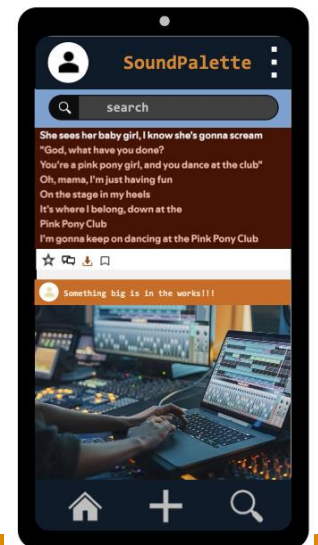 SoundPalette
search
She sees her baby girl, I know she's gonna scream
"God, what have you done?
You're a pink pony girl, and you dance at the club"
Oh, mama, I'm just having fun
On the stage in my heels
It's where I belong, down at the
Pink Pony Club
I'm gonna keep on dancing at the Pink Pony Club
Something big is in the works!!!